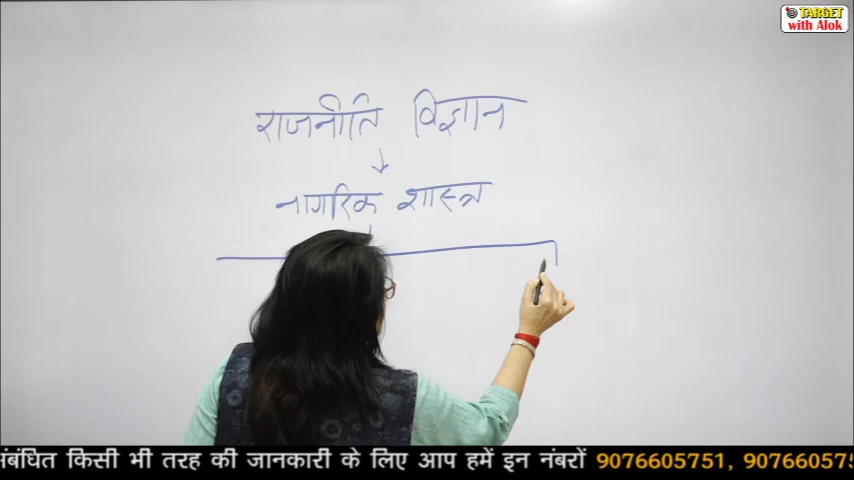 TARGET
with Alok
राजनीति विज्ञान
नागरिक शास्त्र
संबंधित किसी भी तरह की जानकारी के लिए आप हमें इन नंबरों 9076605751,